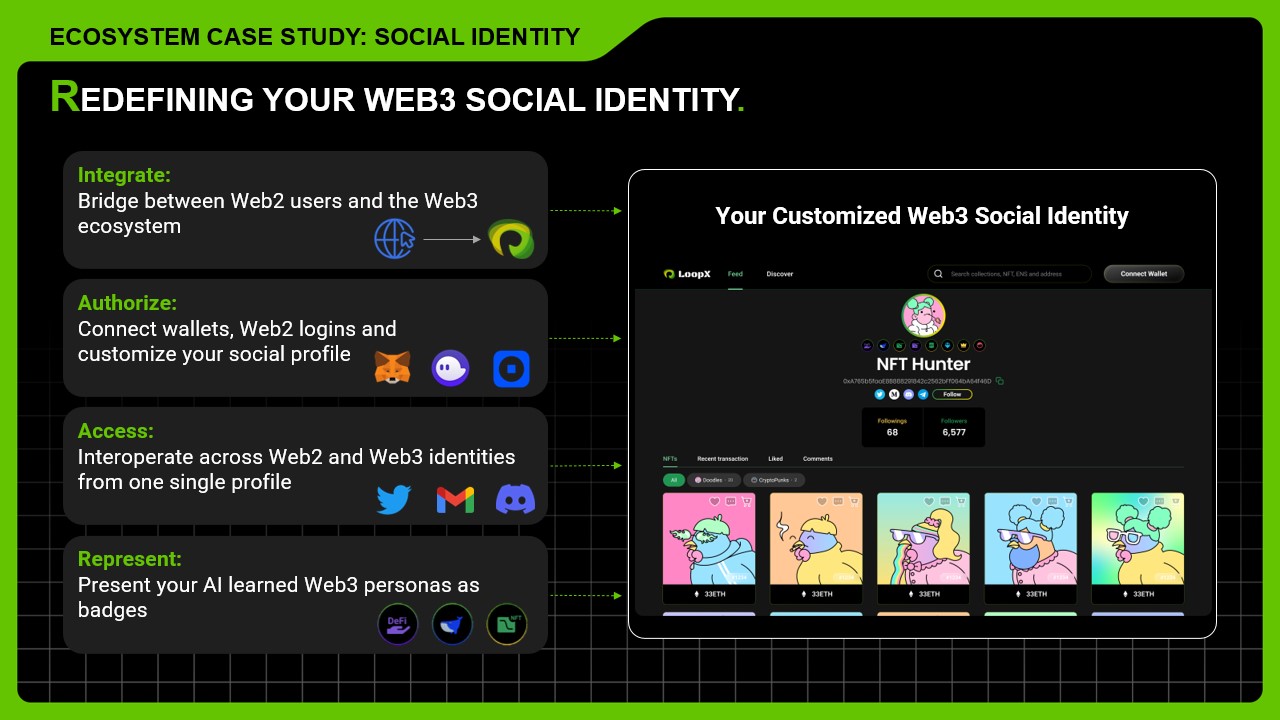 ECOSYSTEM CASE STUDY: SOCIAL IDENTITY
REDEFINING YOUR WEB3 SOCIAL IDENTITY.
Integrate:
Bridge between Web2 users and the Web3
ecosystem
Authorize:
Connect wallets, Web2 logins and
customize your social profile
Access:
Interoperate across Web2 and Web3 identities
from one single profile
Represent:
Present your AI learned Web3 personas as
badges
DeFi
NFT
Your Customized Web3 Social Identity
LoopX Feed Discover
Search collections, NFT, ENS and address
Connect Wallet
NFT Hunter
M
Follow
Followings Followers
68 6,577
NFTs Recent transaction Liked Comments
All Doodles CryptoPunks
33ETH 33ETH 33ETH 33ETH 33ETH